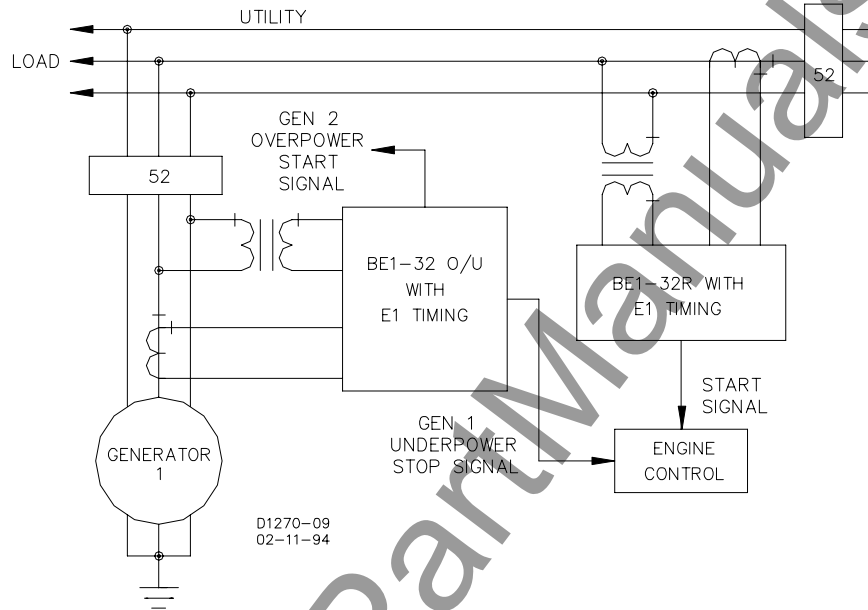 UTILITY
LOAD
52
GEN 2
OVERPOWER
START
SIGNAL
52
BE1-32 O/U
WITH
E1 TIMING
BE1-32R WITH
E1 TIMING
START
SIGNAL
GEN 1
UNDERPOWER
STOP SIGNAL
ENGINE
CONTROL
GENERATOR
1
D1270-09
02-11-94
PartManuals